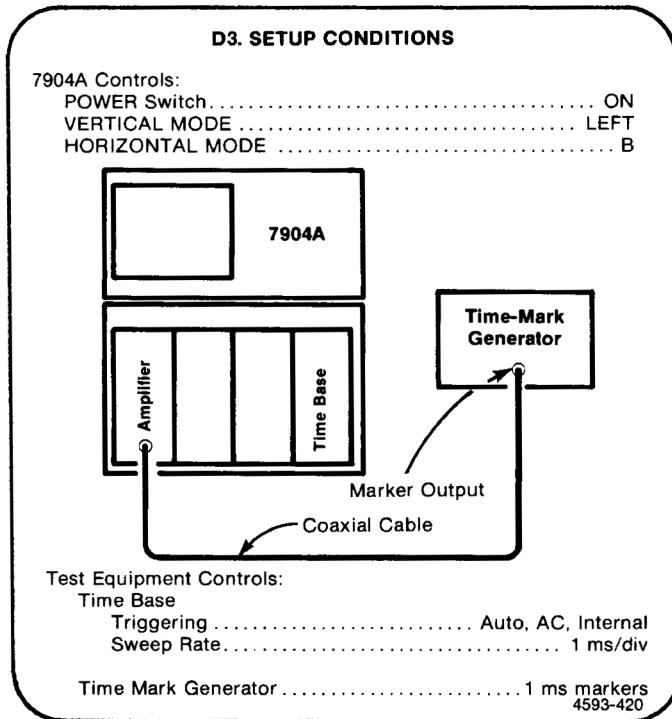 D3. SETUP CONDITIONS
7904A Controls:
POWER Switch........................................ ON
VERTICAL MODE .................................... LEFT
HORIZONTAL MODE .................................... B
7904A
Time-Mark
Generator
Amplifier
Time Base
Marker Output
Coaxial Cable
Test Equipment Controls:
Time Base
Triggering ........................... Auto, AC, Internal
Sweep Rate.................................... 1 ms/div
Time Mark Generator ......................... 1 ms markers
4593-420